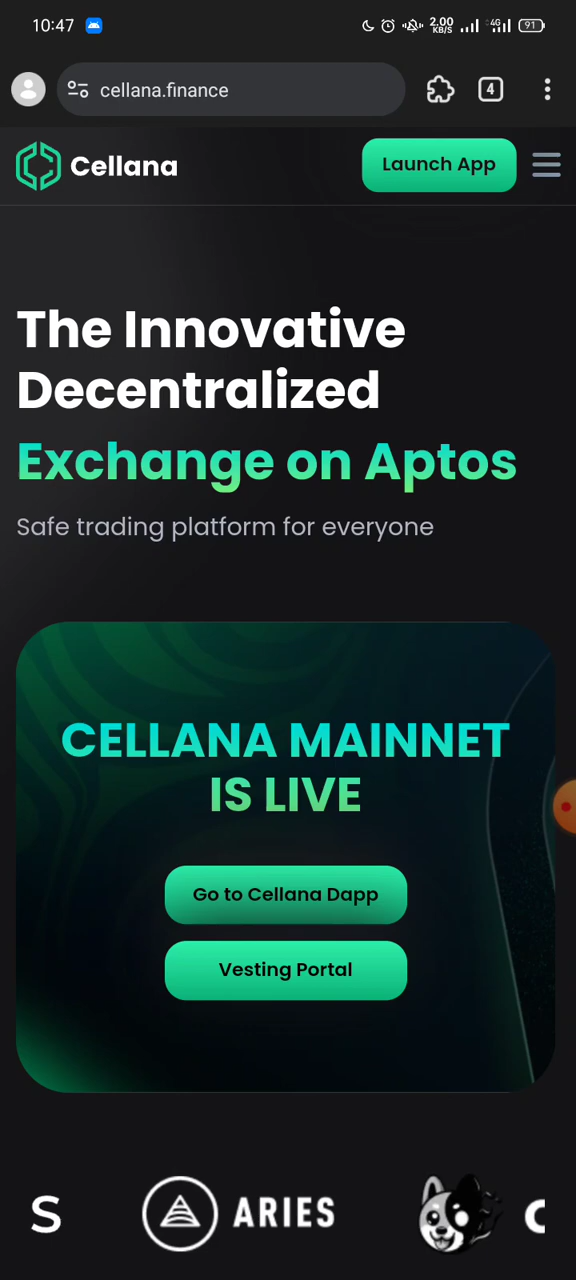 10:47
2.00
KB/S
4G
91
cellana.finance
4
Cellana
Launch App
The Innovative
Decentralized
Exchange on Aptos
Safe trading platform for everyone
CELLANA MAINNET
IS LIVE
Go to Cellana Dapp
Vesting Portal
S
ARIES